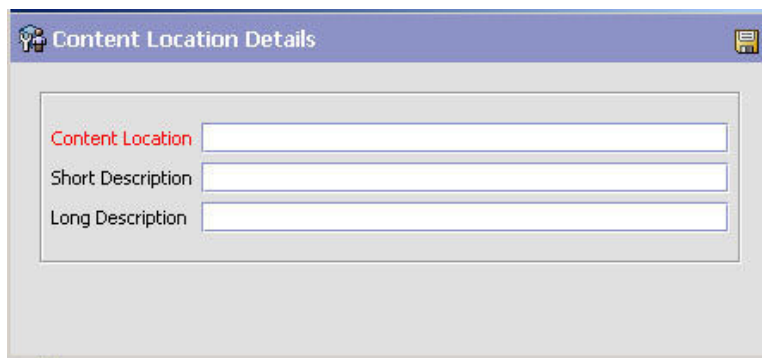 Content Location Details
Content Location
Short Description
Long Description